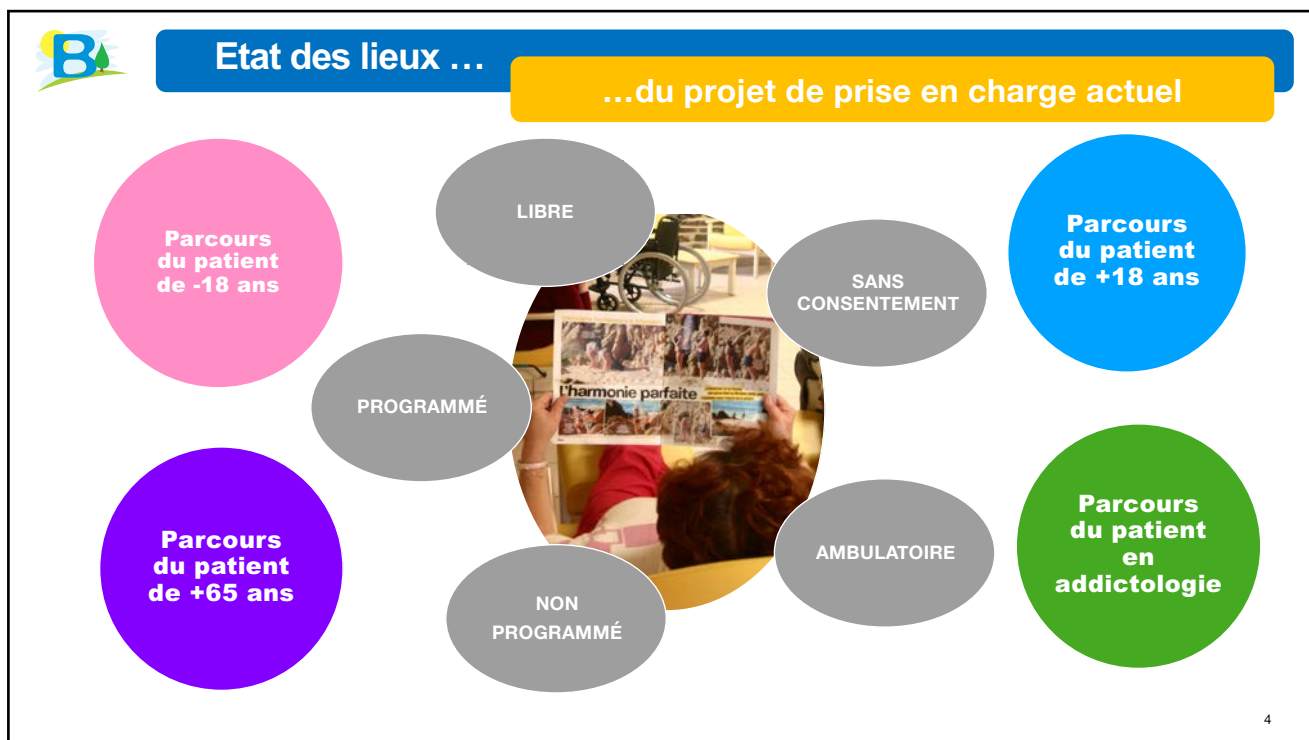 B
Etat des lieux …
…du projet de prise en charge actuel
Parcours
du patient
de -18 ans
LIBRE
SANS
CONSENTEMENT
Parcours
du patient
de +18 ans
PROGRAMMÉ
l'harmonie parfaite
Parcours
du patient
de +65 ans
NON
PROGRAMMÉ
AMBULATOIRE
Parcours
du patient
en
addictologie
4